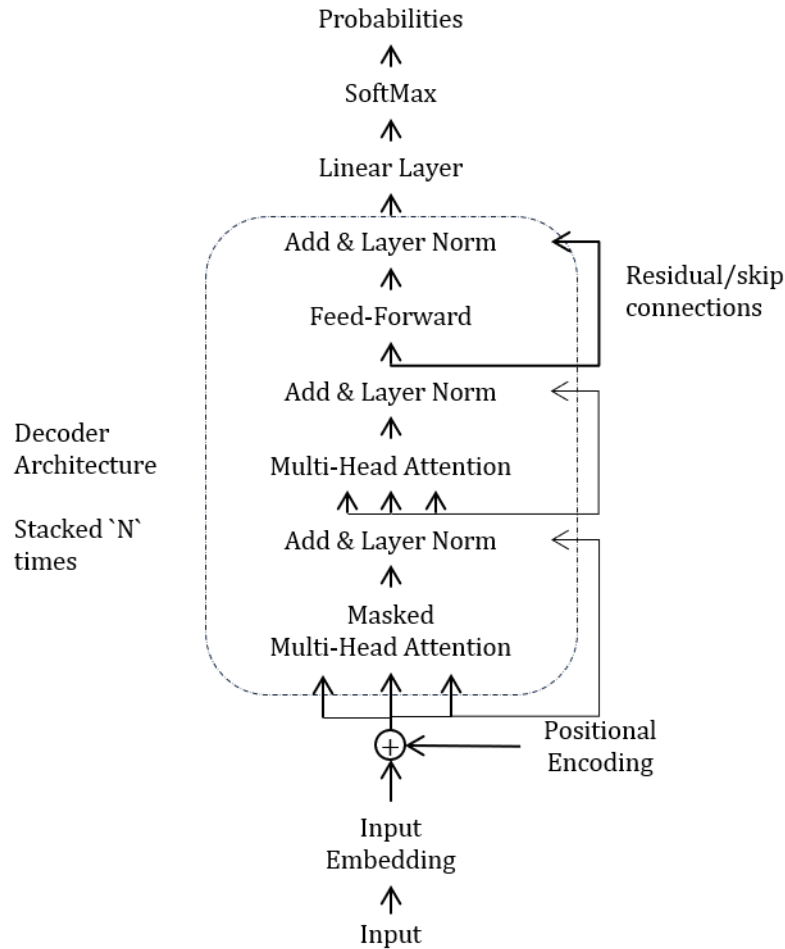 Probabilities
SoftMax
Linear Layer
Add & Layer Norm
Residual/skip
connections
Feed-Forward
Add & Layer Norm
Decoder
Architecture
Multi-Head Attention
Stacked `N`
times
Add & Layer Norm
Masked
Multi-Head Attention
+
Positional
Encoding
Input
Embedding
Input